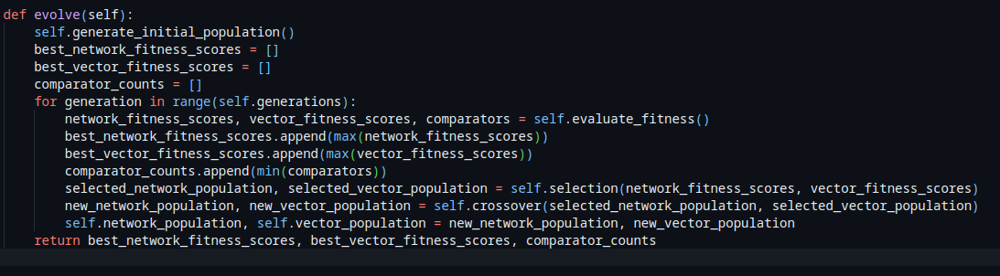 def evolve(self):
    self.generate_initial_population()
    best_network_fitness_scores = []
    best_vector_fitness_scores = []
    comparator_counts = []
    for generation in range(self.generations):
        network_fitness_scores, vector_fitness_scores, comparators = self.evaluate_fitness()
        best_network_fitness_scores.append(max(network_fitness_scores))
        best_vector_fitness_scores.append(max(vector_fitness_scores))
        comparator_counts.append(min(comparators))
        selected_network_population, selected_vector_population = self.selection(network_fitness_scores, vector_fitness_scores)
        new_network_population, new_vector_population = self.crossover(selected_network_population, selected_vector_population)
        self.network_population, self.vector_population = new_network_population, new_vector_population
    return best_network_fitness_scores, best_vector_fitness_scores, comparator_counts